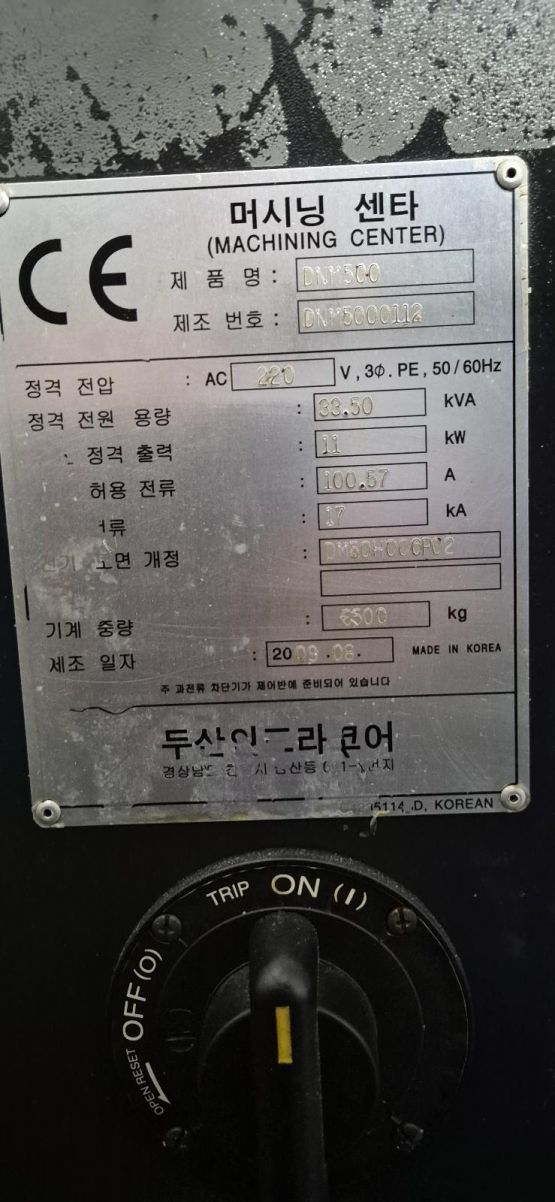 CE
머시닝 센타
(MACHINING CENTER)
제 품 명 : DNM500
제조 번호 : DNM5000112
정격 전압 : AC 220 V, 3Φ. PE, 50/60Hz
정격 전원 용량 : 33.50 kVA
정격 출력 : 11 kW
허용 전류 : 100.57 A
: 17 kA
개정 :
기계 중량 : 6500 kg
제조 일자 : 2009.08. MADE IN KOREA
주 과전류 차단기가 제어반에 준비되어 있습니다
D, KOREAN
TRIP ON (I)
OFF (O)
OPEN RESET